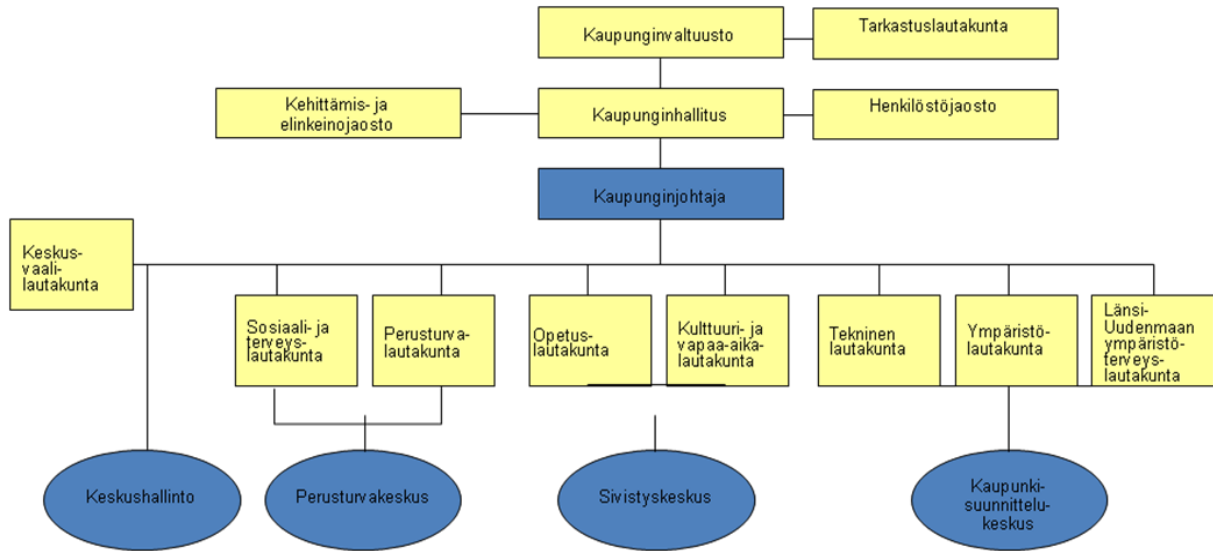 Kaupunginvaltuusto
Tarkastuslautakunta
Kehittämis- ja
elinkeinojaosto
Kaupunginhallitus
Henkilöstöjaosto
Kaupunginjohtaja
Keskus-
vaali-
lautakunta
Sosiaali- ja
terveys-
lautakunta
Perusturva-
lautakunta
Opetus-
lautakunta
Kulttuuri- ja
vapaa-aika-
lautakunta
Tekninen
lautakunta
Ympäristö-
lautakunta
Länsi-
Uudenmaan
ympäristö-
terveys-
lautakunta
Keskushallinto
Perusturvakeskus
Sivistyskeskus
Kaupunki-
suunnittelu-
keskus